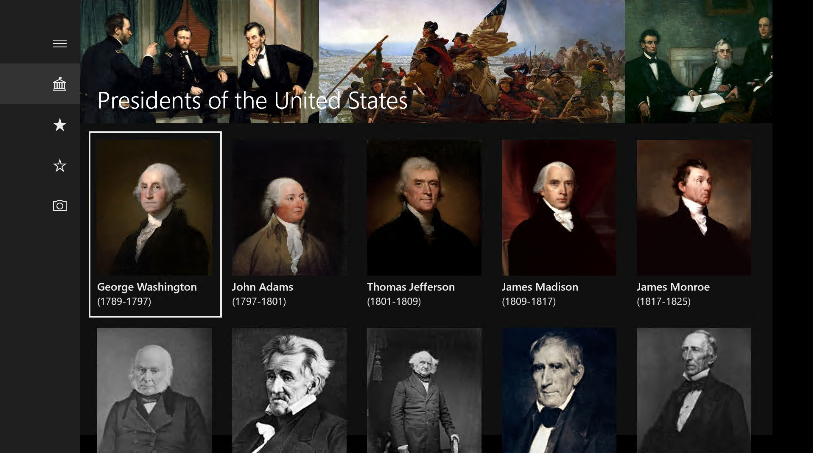 Presidents of the United States
George Washington
(1789-1797)
John Adams
(1797-1801)
Thomas Jefferson
(1801-1809)
James Madison
(1809-1817)
James Monroe
(1817-1825)